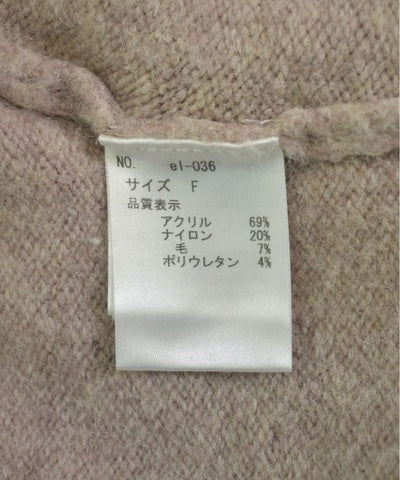 NO. el-036
サイズ F
品質表示
アクリル 69%
ナイロン 20%
毛 7%
ポリウレタン 4%